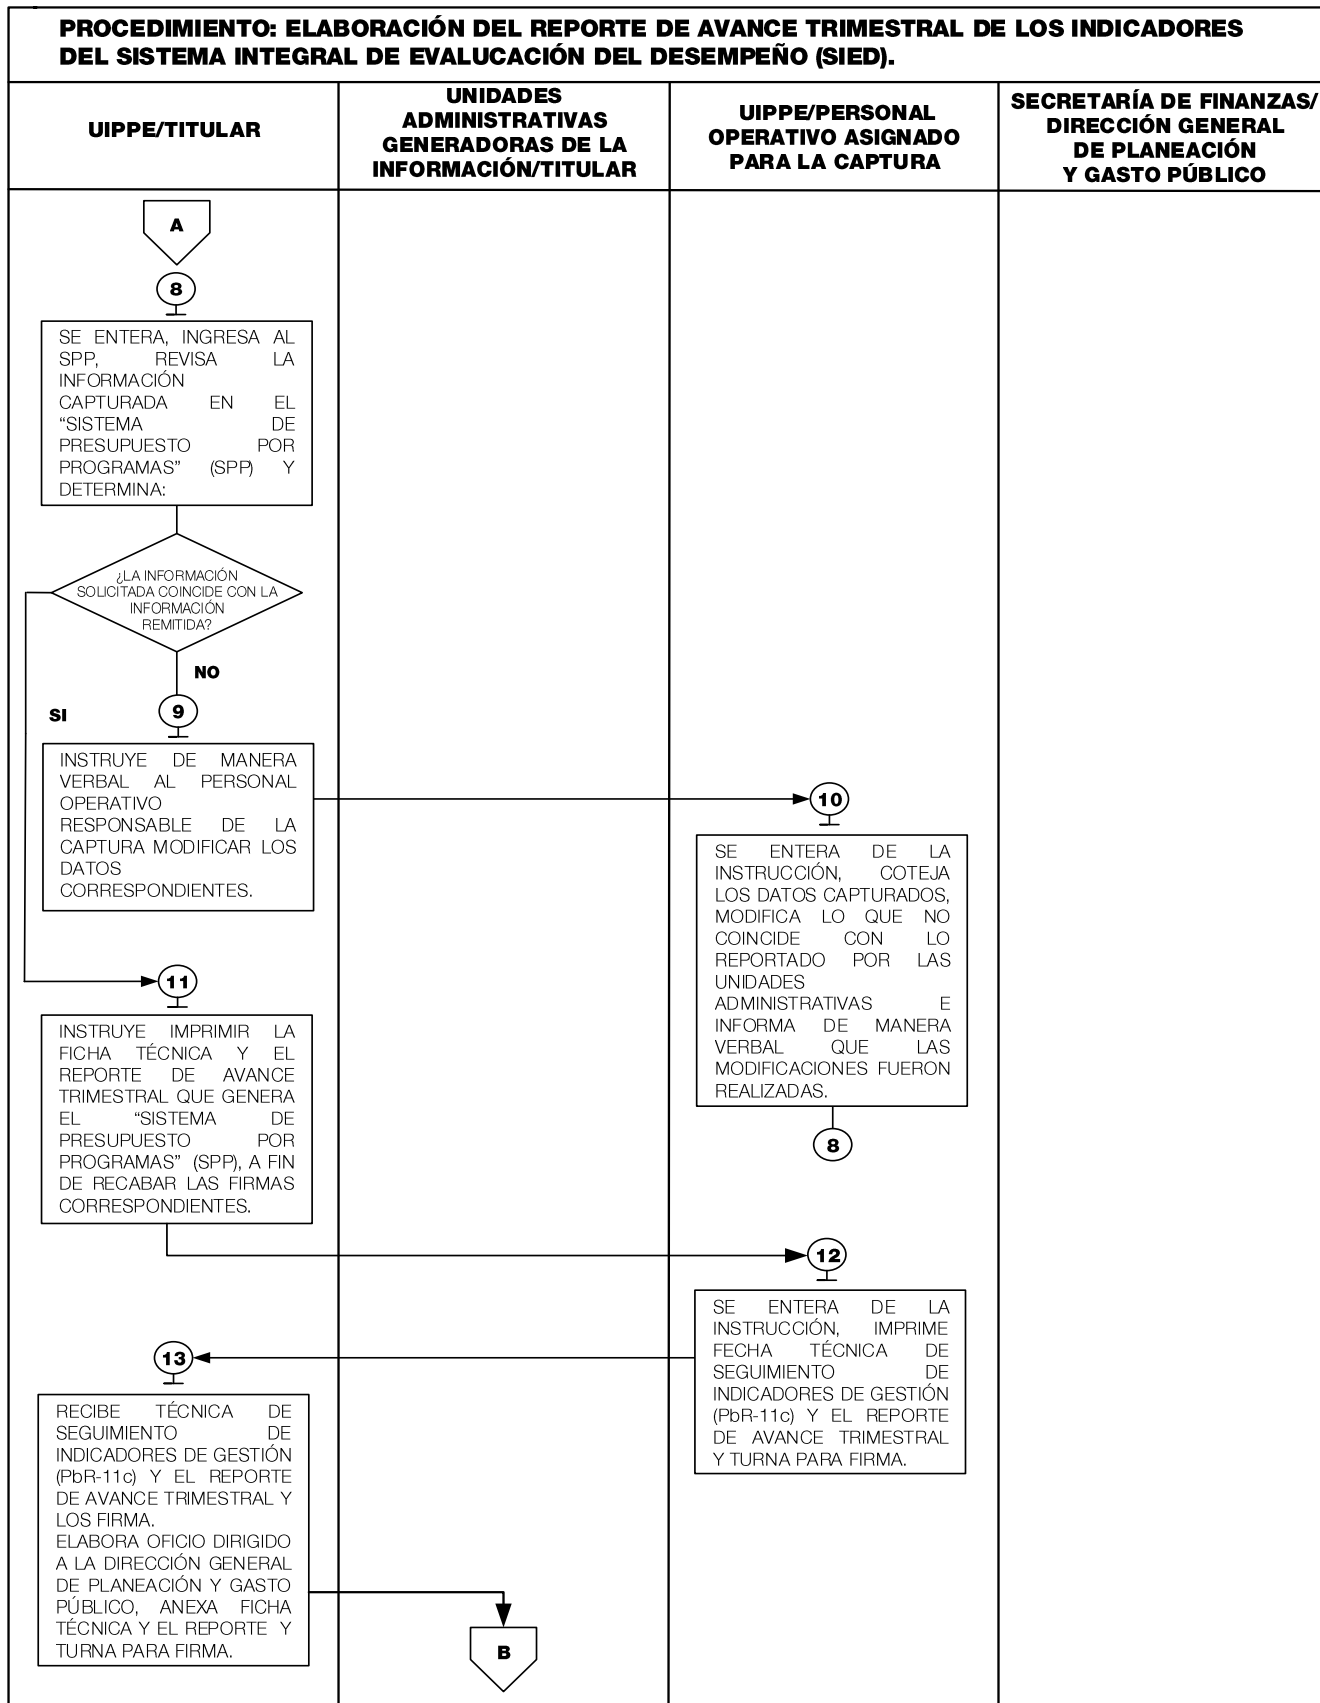 PROCEDIMIENTO: ELABORACIÓN DEL REPORTE DE AVANCE TRIMESTRAL DE LOS INDICADORES
DEL SISTEMA INTEGRAL DE EVALUCACIÓN DEL DESEMPEÑO (SIED).
UIPPE/TITULAR
UNIDADES
ADMINISTRATIVAS
GENERADORAS DE LA
INFORMACIÓN/TITULAR
UIPPE/PERSONAL
OPERATIVO ASIGNADO
PARA LA CAPTURA
SECRETARÍA DE FINANZAS/
DIRECCIÓN GENERAL
DE PLANEACIÓN
Y GASTO PÚBLICO
A
8
SE ENTERA, INGRESA AL
SPP, REVISA LA
INFORMACIÓN
CAPTURADA EN EL
“SISTEMA DE
PRESUPUESTO POR
PROGRAMAS” (SPP) Y
DETERMINA:
¿LA INFORMACIÓN
SOLICITADA COINCIDE CON LA
INFORMACIÓN
REMITIDA?
NO
SI
9
INSTRUYE DE MANERA
VERBAL AL PERSONAL
OPERATIVO
RESPONSABLE DE LA
CAPTURA MODIFICAR LOS
DATOS
CORRESPONDIENTES.
10
SE ENTERA DE LA
INSTRUCCIÓN, COTEJA
LOS DATOS CAPTURADOS,
MODIFICA LO QUE NO
COINCIDE CON LO
REPORTADO POR LAS
UNIDADES
ADMINISTRATIVAS E
INFORMA DE MANERA
VERBAL QUE LAS
MODIFICACIONES FUERON
REALIZADAS.
8
11
INSTRUYE IMPRIMIR LA
FICHA TÉCNICA Y EL
REPORTE DE AVANCE
TRIMESTRAL QUE GENERA
EL “SISTEMA DE
PRESUPUESTO POR
PROGRAMAS” (SPP), A FIN
DE RECABAR LAS FIRMAS
CORRESPONDIENTES.
12
SE ENTERA DE LA
INSTRUCCIÓN, IMPRIME
FECHA TÉCNICA DE
SEGUIMIENTO DE
INDICADORES DE GESTIÓN
(PbR-11c) Y EL REPORTE
DE AVANCE TRIMESTRAL
Y TURNA PARA FIRMA.
13
RECIBE TÉCNICA DE
SEGUIMIENTO DE
INDICADORES DE GESTIÓN
(PbR-11c) Y EL REPORTE
DE AVANCE TRIMESTRAL Y
LOS FIRMA.
ELABORA OFICIO DIRIGIDO
A LA DIRECCIÓN GENERAL
DE PLANEACIÓN Y GASTO
PÚBLICO, ANEXA FICHA
TÉCNICA Y EL REPORTE Y
TURNA PARA FIRMA.
B